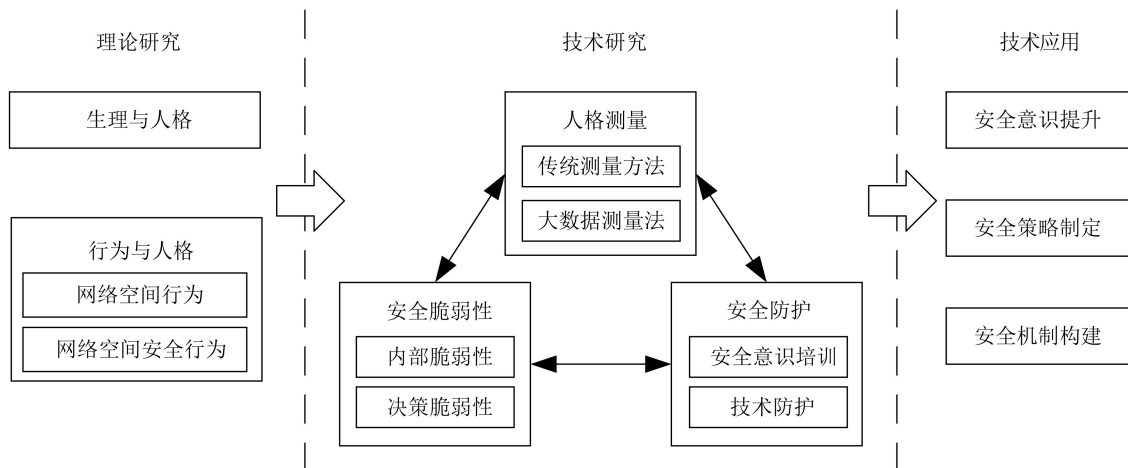 理论研究
生理与人格
行为与人格
网络空间行为
网络空间安全行为
技术研究
人格测量
传统测量方法
大数据测量法
安全脆弱性
内部脆弱性
决策脆弱性
安全防护
安全意识培训
技术防护
技术应用
安全意识提升
安全策略制定
安全机制构建